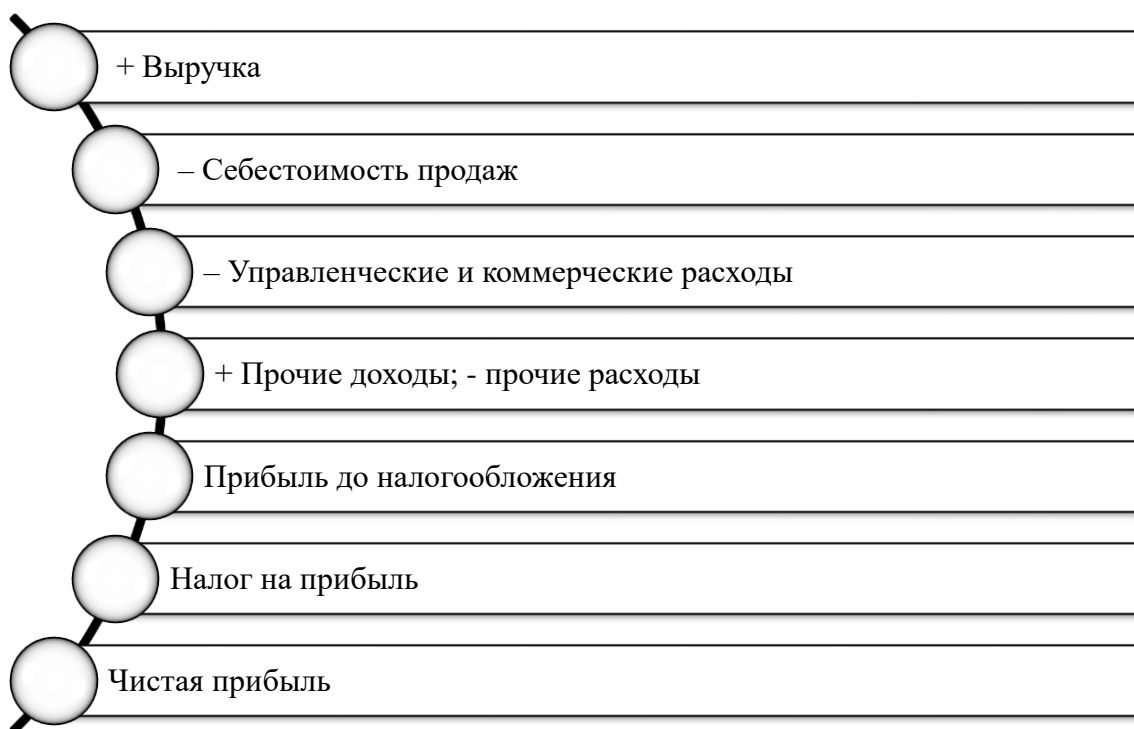 + Выручка
– Себестоимость продаж
– Управленческие и коммерческие расходы
+ Прочие доходы; - прочие расходы
Прибыль до налогообложения
Налог на прибыль
Чистая прибыль